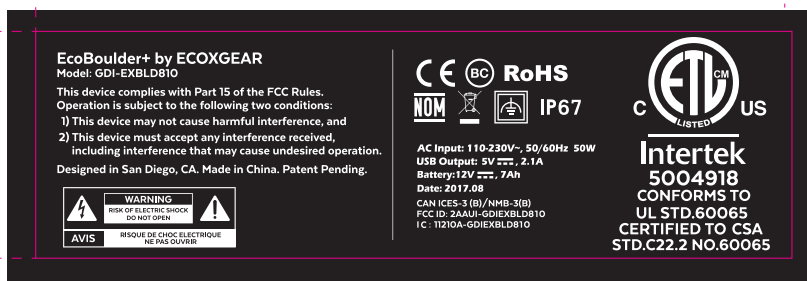 EcoBoulder+ by ECOXGEAR
Model: GDI-EXBLD810
This device complies with Part 15 of the FCC Rules.
Operation is subject to the following two conditions:
1) This device may not cause harmful interference, and
2) This device must accept any interference received,
including interference that may cause undesired operation.
Designed in San Diego, CA. Made in China. Patent Pending.
WARNING
RISK OF ELECTRIC SHOCK
DO NOT OPEN
AVIS
RISQUE DE CHOC ELECTRIQUE
NE PAS OUVRIR
CE BC RoHS
NOM IP67
AC Input: 110-230V~, 50/60Hz 50W
USB Output: 5V ⎓, 2.1A
Battery:12V ⎓, 7Ah
Date: 2017.08
CAN ICES-3 (B)/NMB-3(B)
FCC ID: 2AAUI-GDIEXBLD810
IC : 11210A-GDIEXBLD810
C ETL CM US
LISTED
Intertek
5004918
CONFORMS TO
UL STD.60065
CERTIFIED TO CSA
STD.C22.2 NO.60065